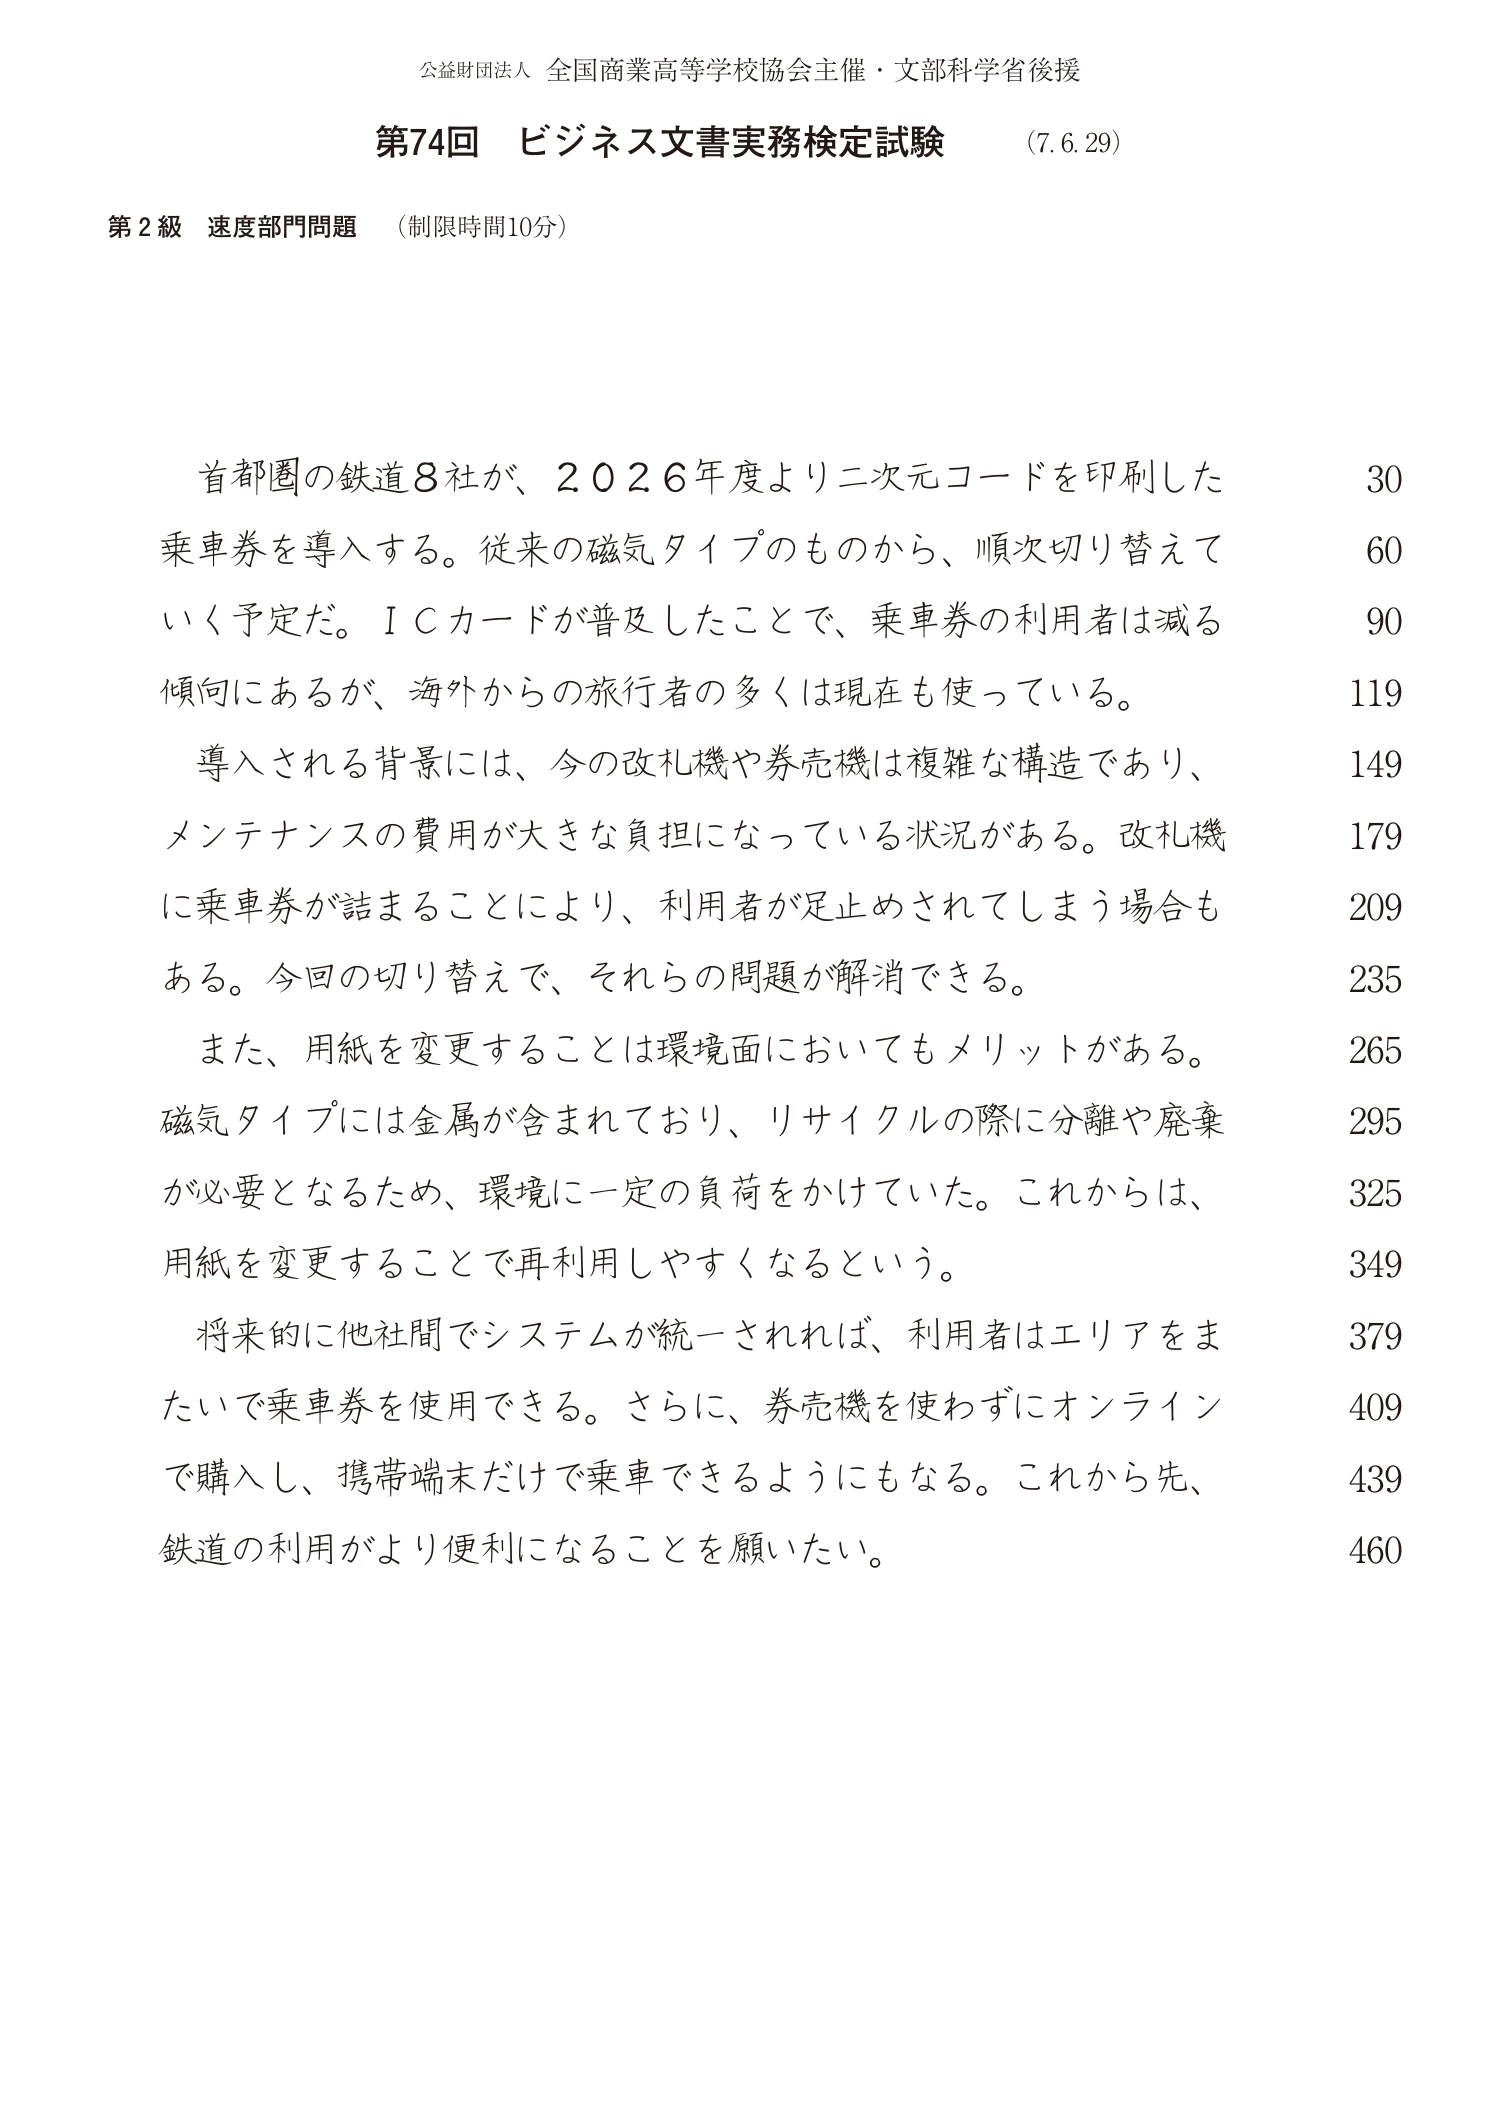 公益財団法人 全国商業高等学校協会主催・文部科学省後援
第74回　ビジネス文書実務検定試験　（7. 6. 29）
第２級　速度部門問題　（制限時間10分）
　首都圏の鉄道８社が、２０２６年度より二次元コードを印刷した　30
乗車券を導入する。従来の磁気タイプのものから、順次切り替えて　60
いく予定だ。ＩＣカードが普及したことで、乗車券の利用者は減る　90
傾向にあるが、海外からの旅行者の多くは現在も使っている。　119
　導入される背景には、今の改札機や券売機は複雑な構造であり、　149
メンテナンスの費用が大きな負担になっている状況がある。改札機　179
に乗車券が詰まることにより、利用者が足止めされてしまう場合も　209
ある。今回の切り替えで、それらの問題が解消できる。　235
　また、用紙を変更することは環境面においてもメリットがある。　265
磁気タイプには金属が含まれており、リサイクルの際に分離や廃棄　295
が必要となるため、環境に一定の負荷をかけていた。これからは、　325
用紙を変更することで再利用しやすくなるという。　349
　将来的に他社間でシステムが統一されれば、利用者はエリアをま　379
たいで乗車券を使用できる。さらに、券売機を使わずにオンライン　409
で購入し、携帯端末だけで乗車できるようにもなる。これから先、　439
鉄道の利用がより便利になることを願いたい。　460